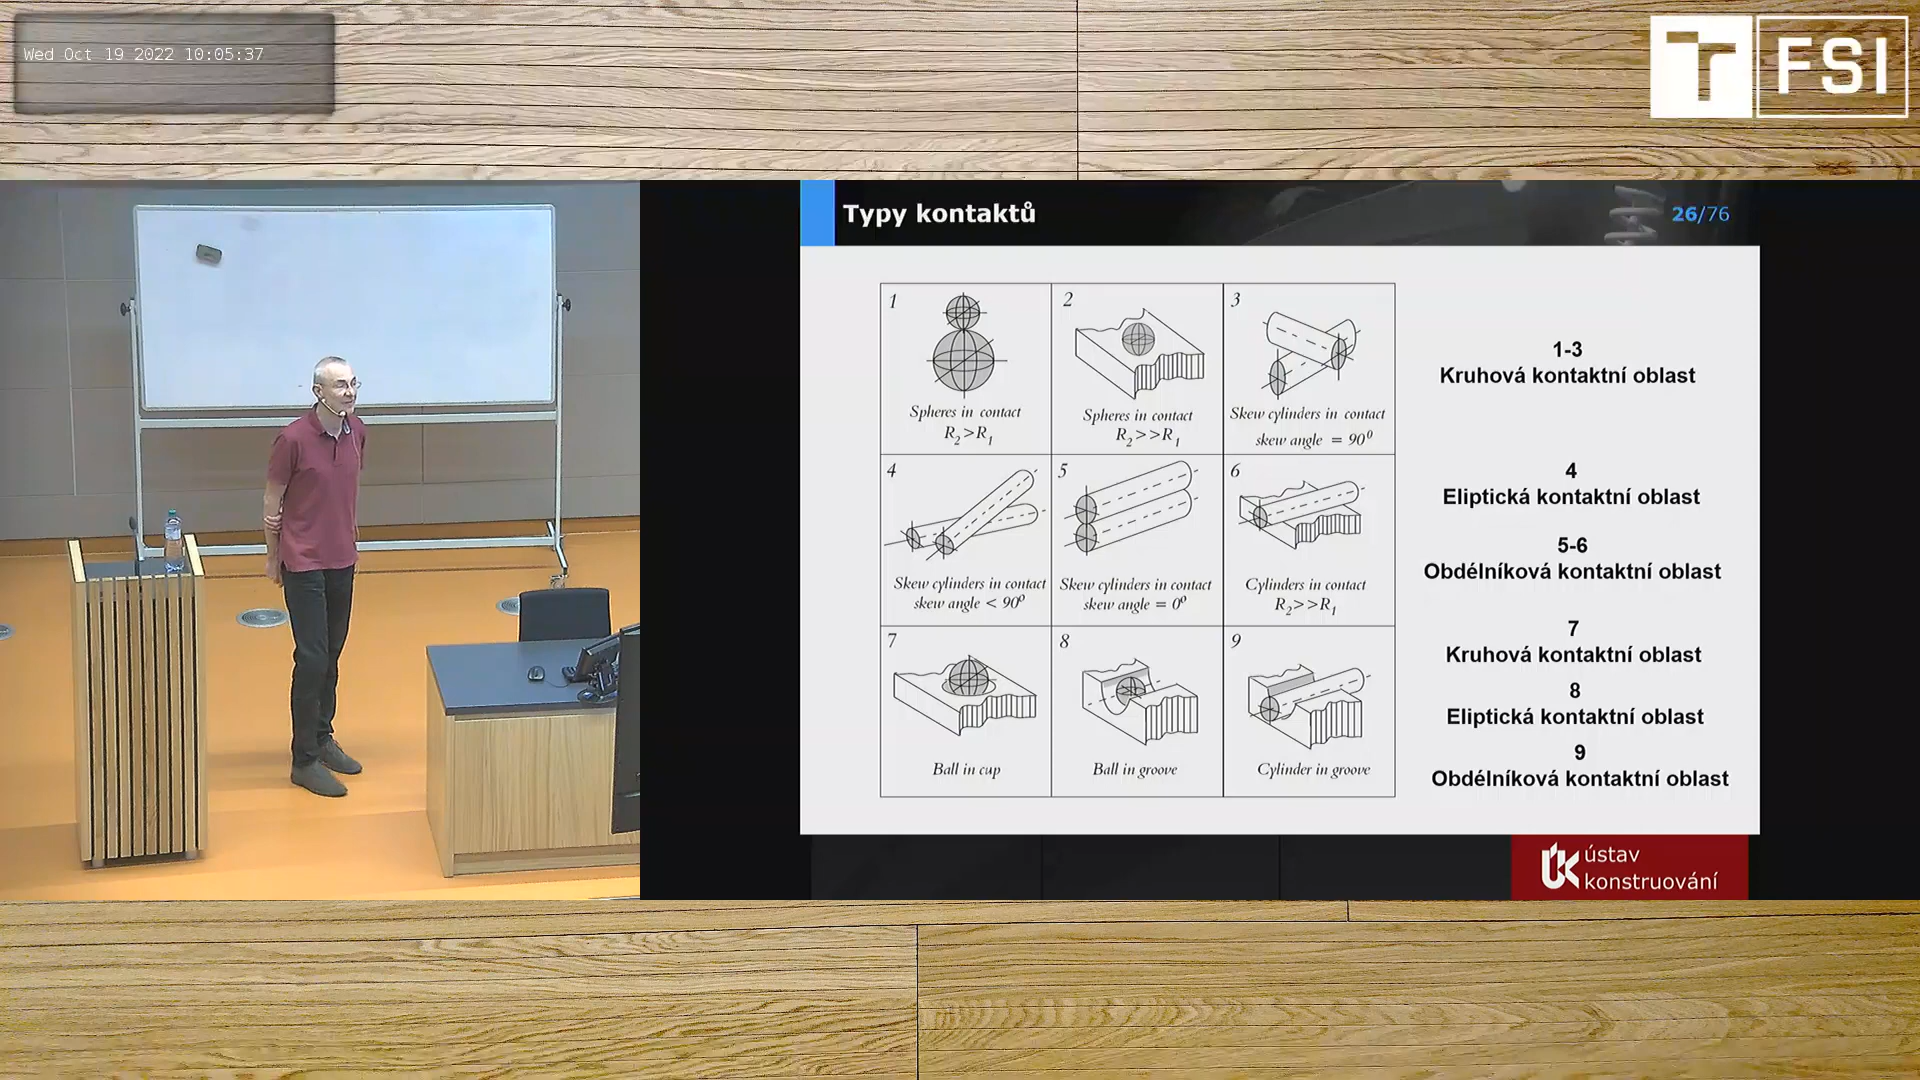 Wed Oct 19 2022 10:05:37
T FSI
Typy kontaktů
26/76
1
Spheres in contact
R2>R1
2
Spheres in contact
R2>>R1
3
Skew cylinders in contact
skew angle = 90⁰
4
Skew cylinders in contact
skew angle < 90⁰
5
Skew cylinders in contact
skew angle = 0⁰
6
Cylinders in contact
R2>>R1
7
Ball in cup
8
Ball in groove
9
Cylinder in groove
1-3
Kruhová kontaktní oblast
4
Eliptická kontaktní oblast
5-6
Obdélníková kontaktní oblast
7
Kruhová kontaktní oblast
8
Eliptická kontaktní oblast
9
Obdélníková kontaktní oblast
ÚK ústav
konstruování